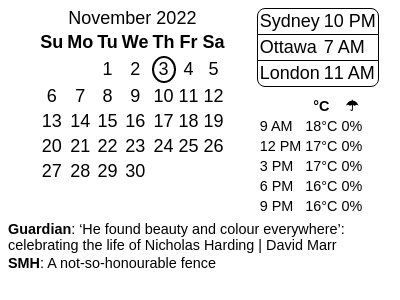 November 2022
Su Mo Tu We Th Fr Sa
1 2 3 4 5
6 7 8 9 10 11 12
13 14 15 16 17 18 19
20 21 22 23 24 25 26
27 28 29 30
Sydney 10 PM
Ottawa 7 AM
London 11 AM
°C ☂
9 AM 18°C 0%
12 PM 17°C 0%
3 PM 17°C 0%
6 PM 16°C 0%
9 PM 16°C 0%
Guardian: ‘He found beauty and colour everywhere’:
celebrating the life of Nicholas Harding | David Marr
SMH: A not-so-honourable fence